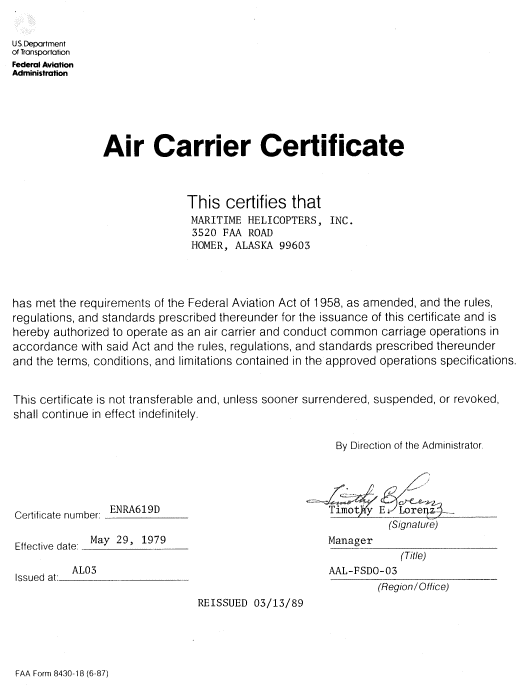 U.S. Department
of Transportation
Federal Aviation
Administration
Air Carrier Certificate
This certifies that
MARITIME HELICOPTERS, INC.
3520 FAA ROAD
HOMER, ALASKA 99603
has met the requirements of the Federal Aviation Act of 1958, as amended, and the rules,
regulations, and standards prescribed thereunder for the issuance of this certificate and is
hereby authorized to operate as an air carrier and conduct common carriage operations in
accordance with said Act and the rules, regulations, and standards prescribed thereunder
and the terms, conditions, and limitations contained in the approved operations specifications.
This certificate is not transferable and, unless sooner surrendered, suspended, or revoked,
shall continue in effect indefinitely.
By Direction of the Administrator.
Certificate number: ENRA619D
Timothy E. Lorenz
(Signature)
Effective date: May 29, 1979
Manager
(Title)
Issued at: AL03
AAL-FSDO-03
(Region/Office)
REISSUED 03/13/89
FAA Form 8430-18 (6-87)